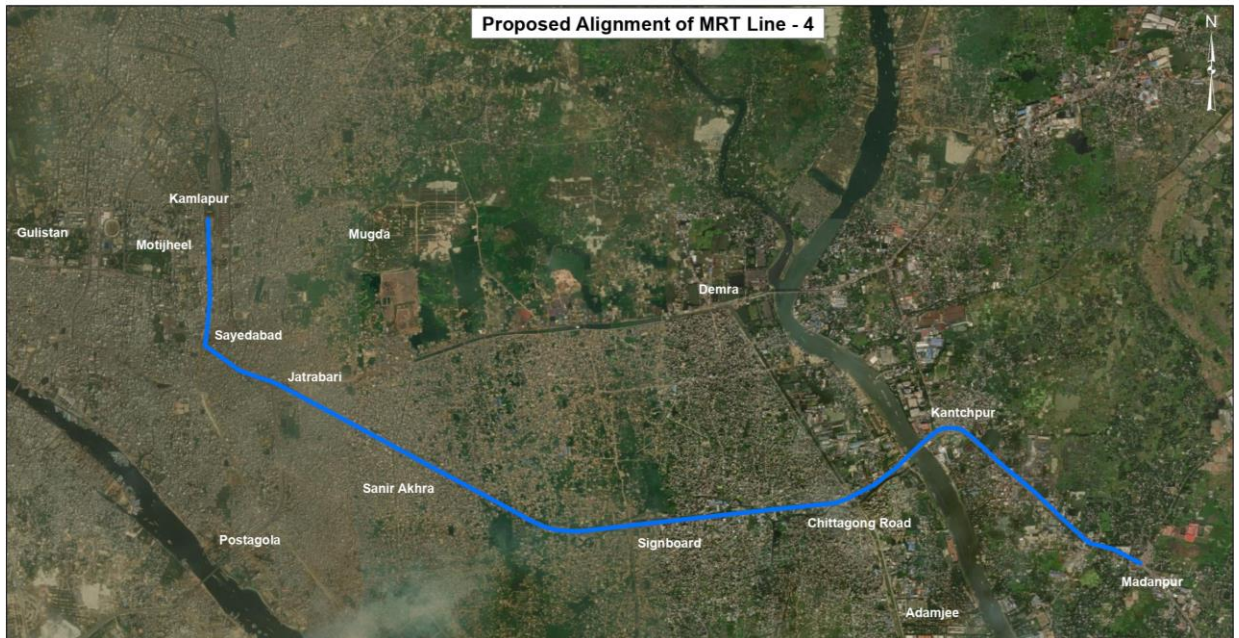 Proposed Alignment of MRT Line - 4
N
Kamlapur
Gulistan
Motijheel
Mugda
Demra
Sayedabad
Jatrabari
Kantchpur
Sanir Akhra
Chittagong Road
Postagola
Signboard
Madanpur
Adamjee